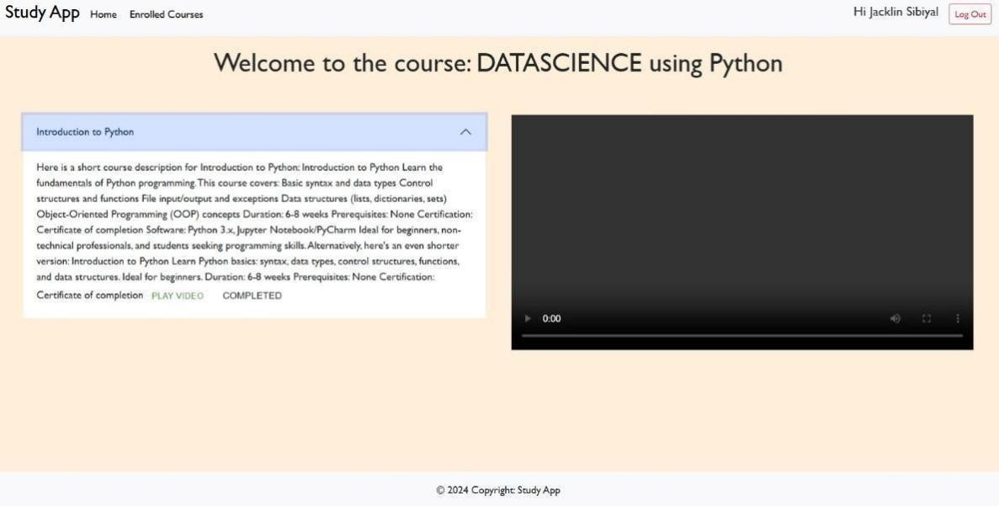 Study App Home Enrolled Courses Hi Jacklin Sibiyal Log Out
Welcome to the course: DATASCIENCE using Python
Introduction to Python
Here is a short course description for Introduction to Python: Introduction to Python Learn the
fundamentals of Python programming. This course covers: Basic syntax and data types Control
structures and functions File input/output and exceptions Data structures (lists, dictionaries, sets)
Object-Oriented Programming (OOP) concepts Duration: 6-8 weeks Prerequisites: None Certification:
Certificate of completion Software: Python 3.x, Jupyter Notebook/PyCharm Ideal for beginners, non-
technical professionals, and students seeking programming skills. Alternatively, here's an even shorter
version: Introduction to Python Learn Python basics: syntax, data types, control structures, functions,
and data structures. Ideal for beginners. Duration: 6-8 weeks Prerequisites: None Certification:
Certificate of completion PLAY VIDEO COMPLETED
0:00
© 2024 Copyright: Study App